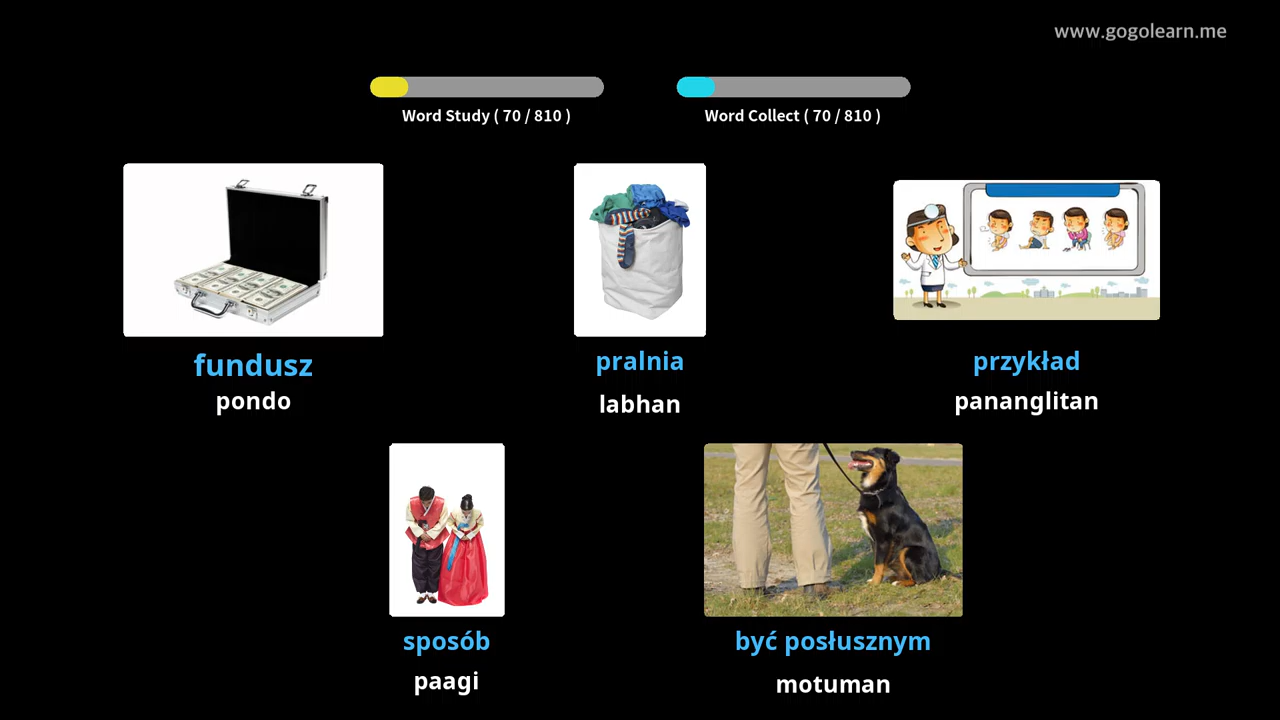 www.gogolearn.me
Word Study ( 70 / 810 )
Word Collect ( 70 / 810 )
fundusz
pondo
pralnia
labhan
przykład
pananglitan
sposób
paagi
być posłusznym
motuman